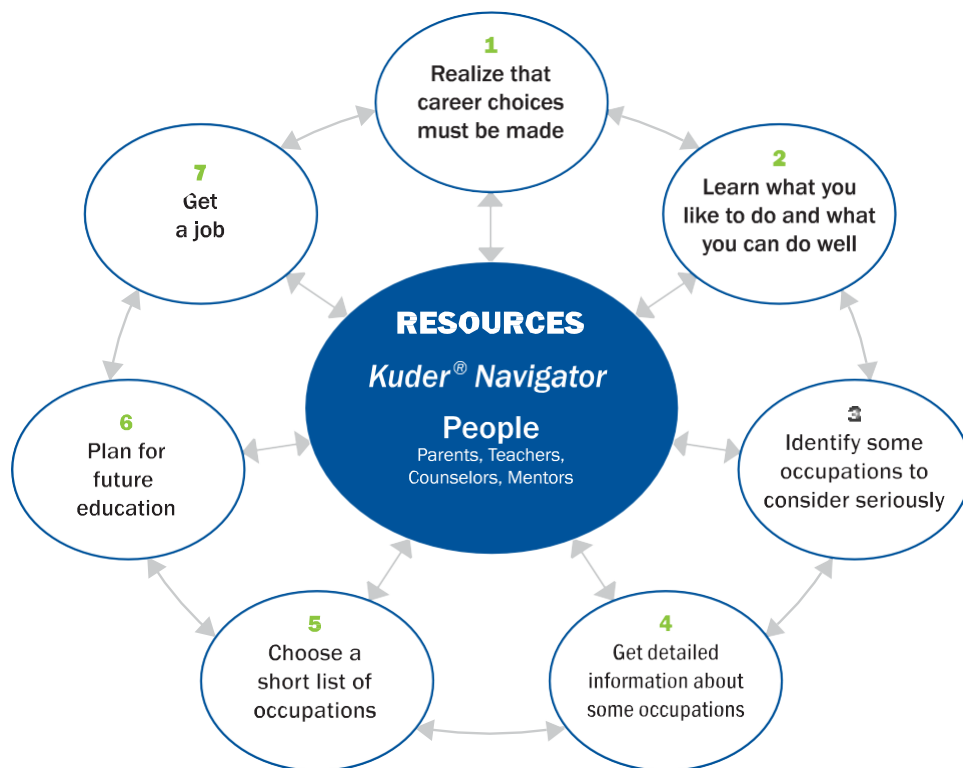 1
Realize that
career choices
must be made
2
Learn what you
like to do and what
you can do well
3
Identify some
occupations to
consider seriously
4
Get detailed
information about
some occupations
5
Choose a
short list of
occupations
6
Plan for
future
education
7
Get
a job
RESOURCES
Kuder® Navigator
People
Parents, Teachers,
Counselors, Mentors